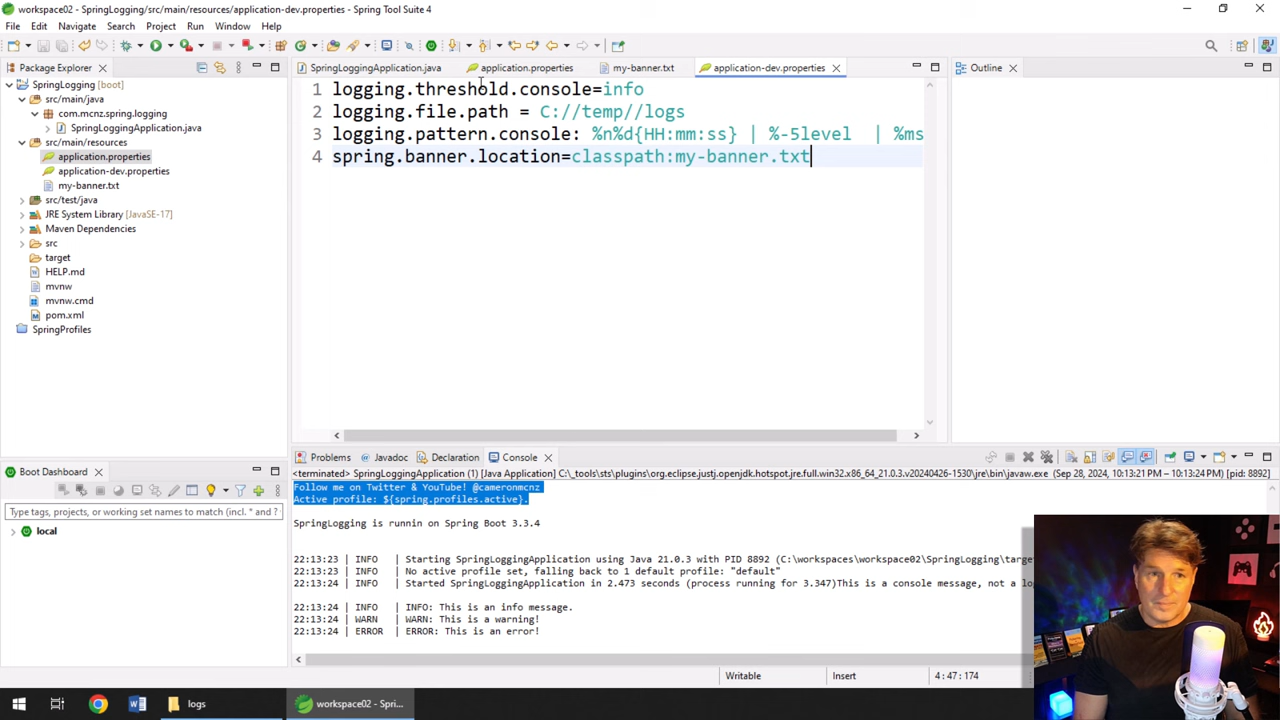 workspace02 - SpringLogging/src/main/resources/application-dev.properties - Spring Tool Suite 4
File Edit Navigate Search Project Run Window Help
Package Explorer
SpringLogging [boot]
src/main/java
com.mcnz.spring.logging
SpringLoggingApplication.java
src/main/resources
application.properties
application-dev.properties
my-banner.txt
src/test/java
JRE System Library [JavaSE-17]
Maven Dependencies
src
target
HELP.md
mvnw
mvnw.cmd
pom.xml
SpringProfiles
SpringLoggingApplication.java application.properties my-banner.txt application-dev.properties
1 logging.threshold.console=info
2 logging.file.path = C://temp//logs
3 logging.pattern.console: %n%d{HH:mm:ss} | %-5level | %ms
4 spring.banner.location=classpath:my-banner.txt
Outline
Boot Dashboard
Type tags, projects, or working set names to match (incl. * and ?
local
Problems Javadoc Declaration Console
<terminated> SpringLoggingApplication (1) [Java Application] C:\_tools\sts\plugins\org.eclipse.justj.openjdk.hotspot.jre.full.win32.x86_64_21.0.3.v20240426-1530\jre\bin\javaw.exe (Sep 28, 2024, 10:13:21 PM – 10:13:24 PM) [pid: 8892]
Follow me on Twitter & YouTube! @cameronmcnz
Active profile: ${spring.profiles.active}.
SpringLogging is runnin on Spring Boot 3.3.4
22:13:23 | INFO | Starting SpringLoggingApplication using Java 21.0.3 with PID 8892 (C:\workspaces\workspace02\SpringLogging\targe
22:13:23 | INFO | No active profile set, falling back to 1 default profile: "default"
22:13:24 | INFO | Started SpringLoggingApplication in 2.473 seconds (process running for 3.347)This is a console message, not a lo
22:13:24 | INFO | INFO: This is an info message.
22:13:24 | WARN | WARN: This is a warning!
22:13:24 | ERROR | ERROR: This is an error!
Writable Insert 4 : 47 : 174
logs workspace02 - Spri...